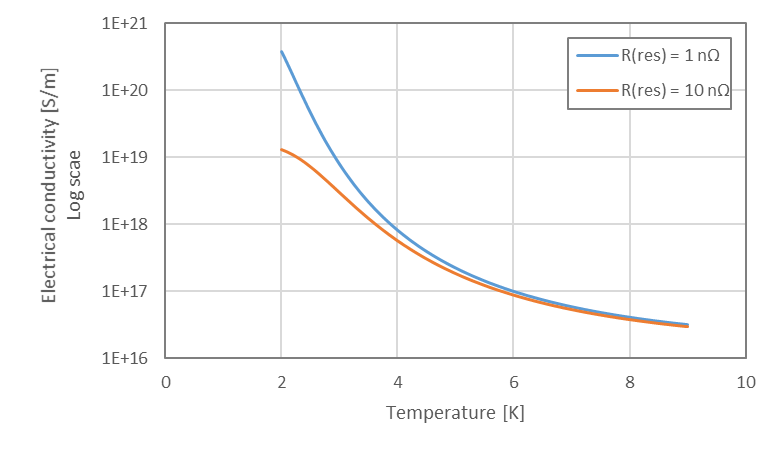 1E+21
1E+20
1E+19
1E+18
1E+17
1E+16
Electrical conductivity [S/m]
Log scae
R(res) = 1 nΩ
R(res) = 10 nΩ
0 2 4 6 8 10
Temperature [K]